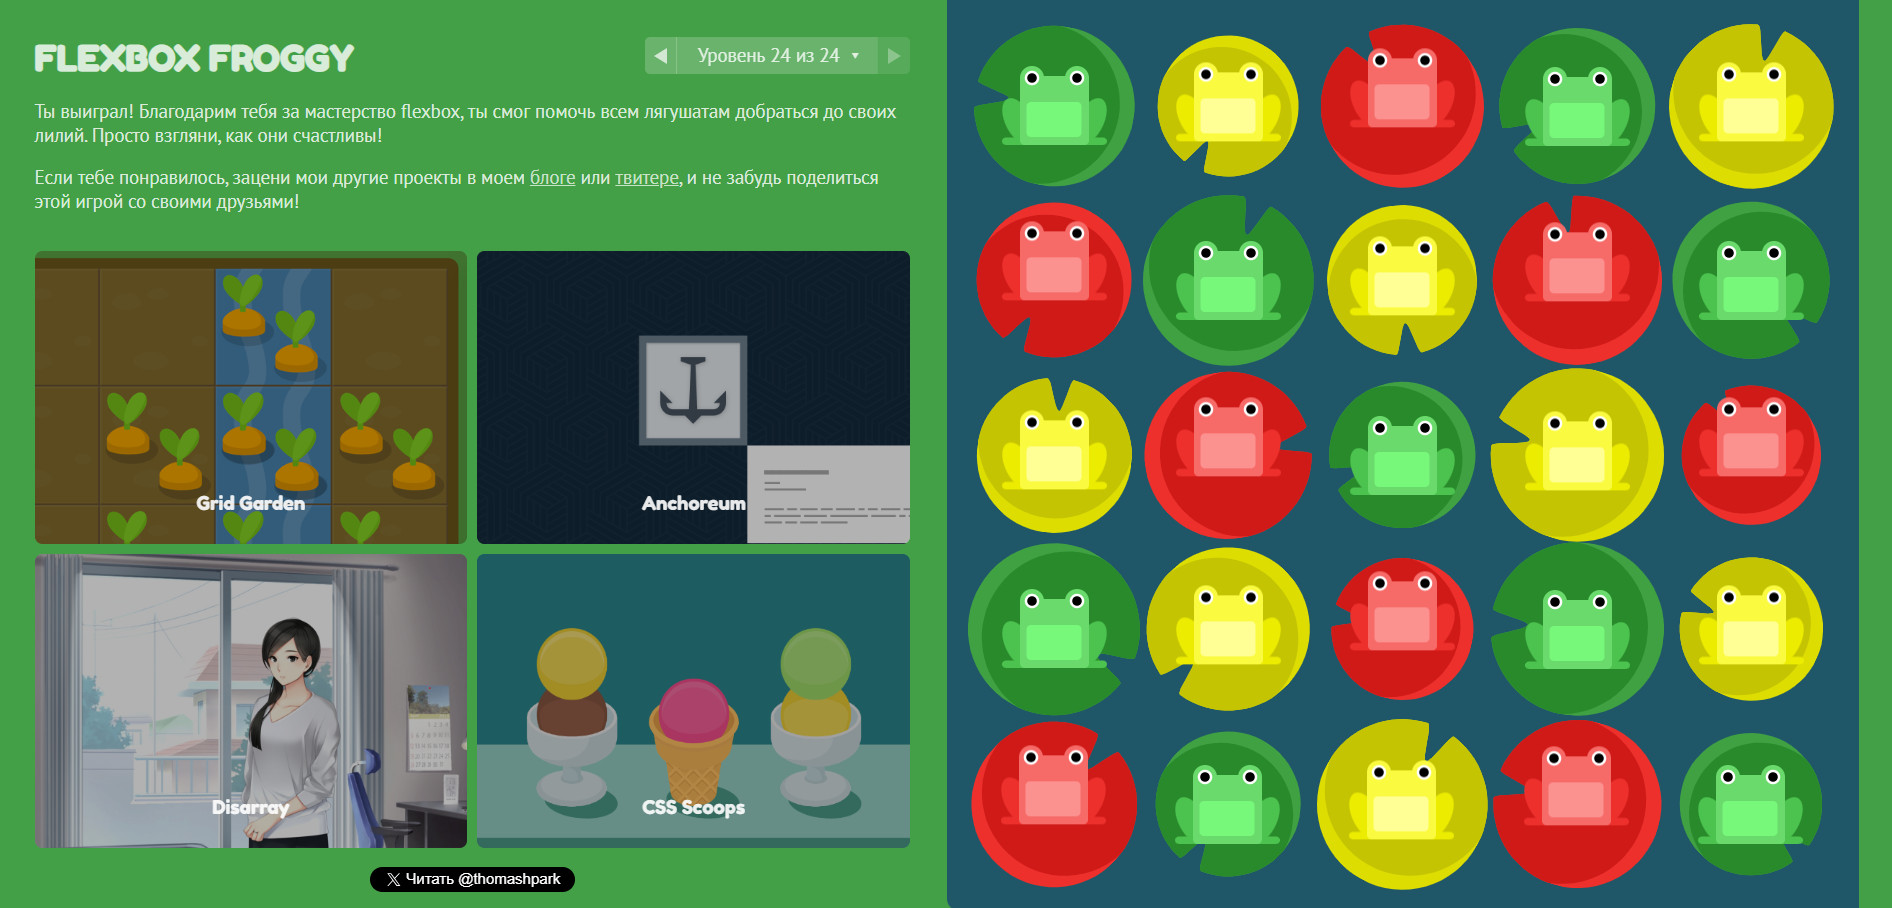 FLEXBOX FROGGY
Уровень 24 из 24
Ты выиграл! Благодарим тебя за мастерство flexbox, ты смог помочь всем лягушатам добраться до своих
лилий. Просто взгляни, как они счастливы!
Если тебе понравилось, зацени мои другие проекты в моем блоге или твитере, и не забудь поделиться
этой игрой со своими друзьями!
Grid Garden
Anchoreum
Disarray
CSS Scoops
Читать @thomashpark